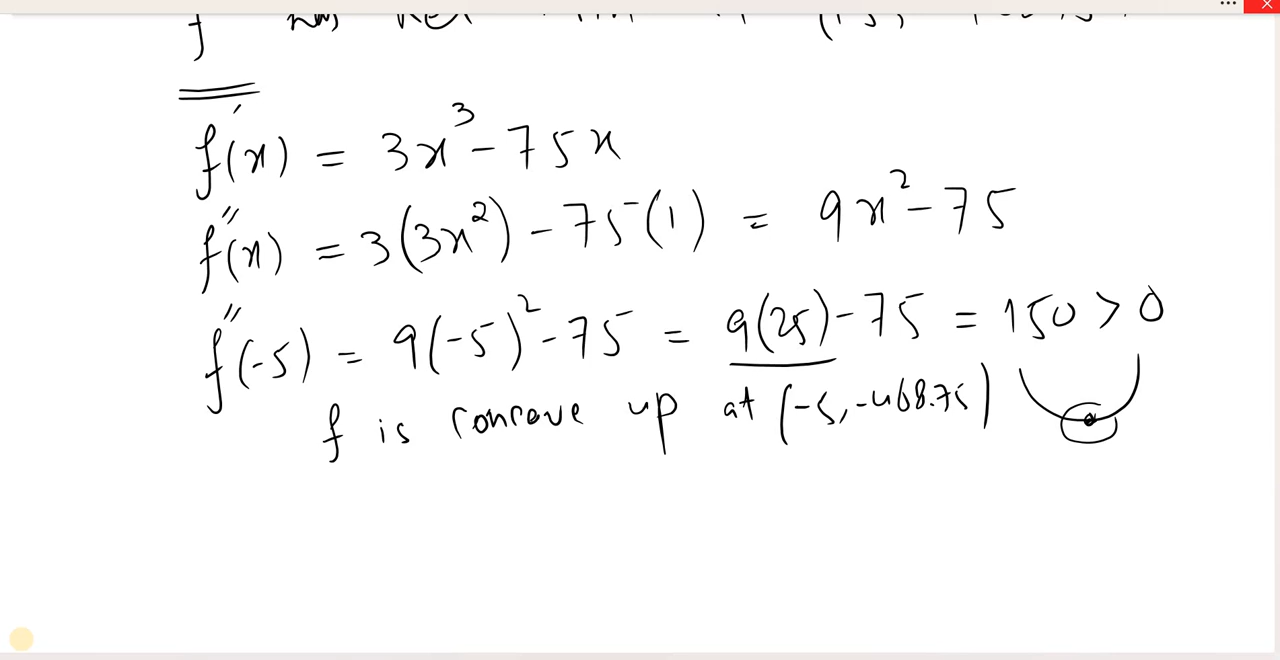 f'(x) = 3x³ - 75x
f''(x) = 3(3x²) - 75(1) = 9x² - 75
f''(-5) = 9(-5)² - 75 = 9(25) - 75 = 150 > 0
f is concave up at (-5, -468.75)